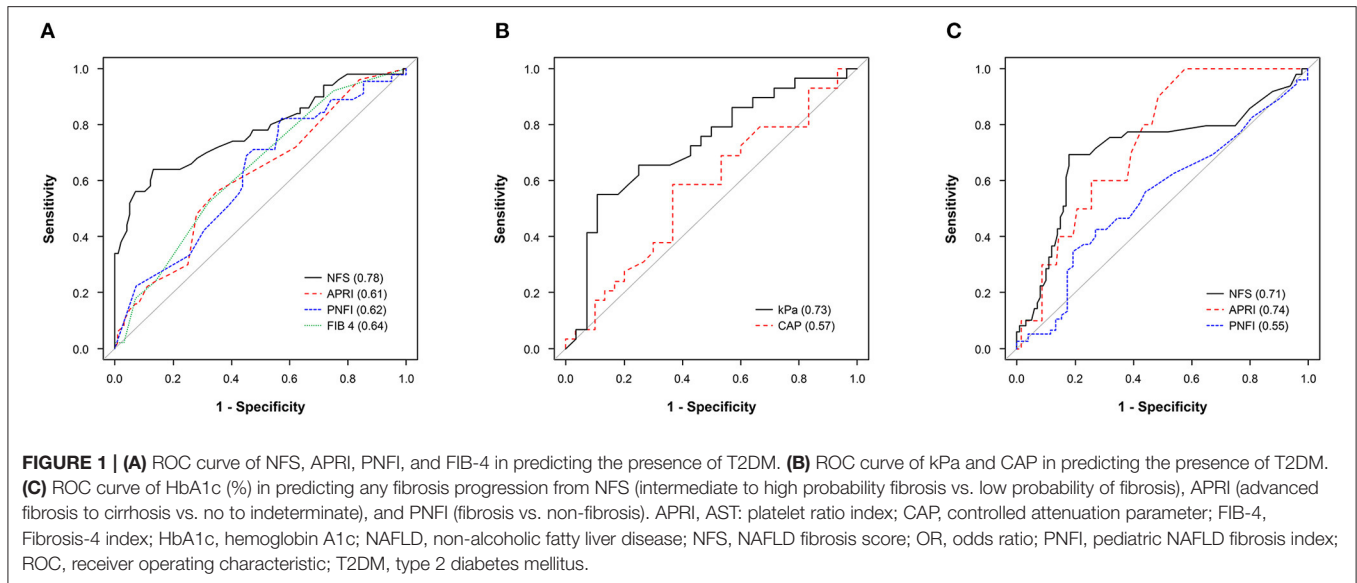 A
B
C
1.0
0.8
0.6
0.4
0.2
0.0
Sensitivity
NFS (0.78)
APRI (0.61)
PNFI (0.62)
FIB 4 (0.64)
0.0 0.2 0.4 0.6 0.8 1.0
1 - Specificity
1.0
0.8
0.6
0.4
0.2
0.0
Sensitivity
kPa (0.73)
CAP (0.57)
0.0 0.2 0.4 0.6 0.8 1.0
1 - Specificity
1.0
0.8
0.6
0.4
0.2
0.0
Sensitivity
NFS (0.71)
APRI (0.74)
PNFI (0.55)
0.0 0.2 0.4 0.6 0.8 1.0
1 - Specificity
FIGURE 1 | (A) ROC curve of NFS, APRI, PNFI, and FIB-4 in predicting the presence of T2DM. (B) ROC curve of kPa and CAP in predicting the presence of T2DM.
(C) ROC curve of HbA1c (%) in predicting any fibrosis progression from NFS (intermediate to high probability fibrosis vs. low probability of fibrosis), APRI (advanced
fibrosis to cirrhosis vs. no to indeterminate), and PNFI (fibrosis vs. non-fibrosis). APRI, AST: platelet ratio index; CAP, controlled attenuation parameter; FIB-4,
Fibrosis-4 index; HbA1c, hemoglobin A1c; NAFLD, non-alcoholic fatty liver disease; NFS, NAFLD fibrosis score; OR, odds ratio; PNFI, pediatric NAFLD fibrosis index;
ROC, receiver operating characteristic; T2DM, type 2 diabetes mellitus.